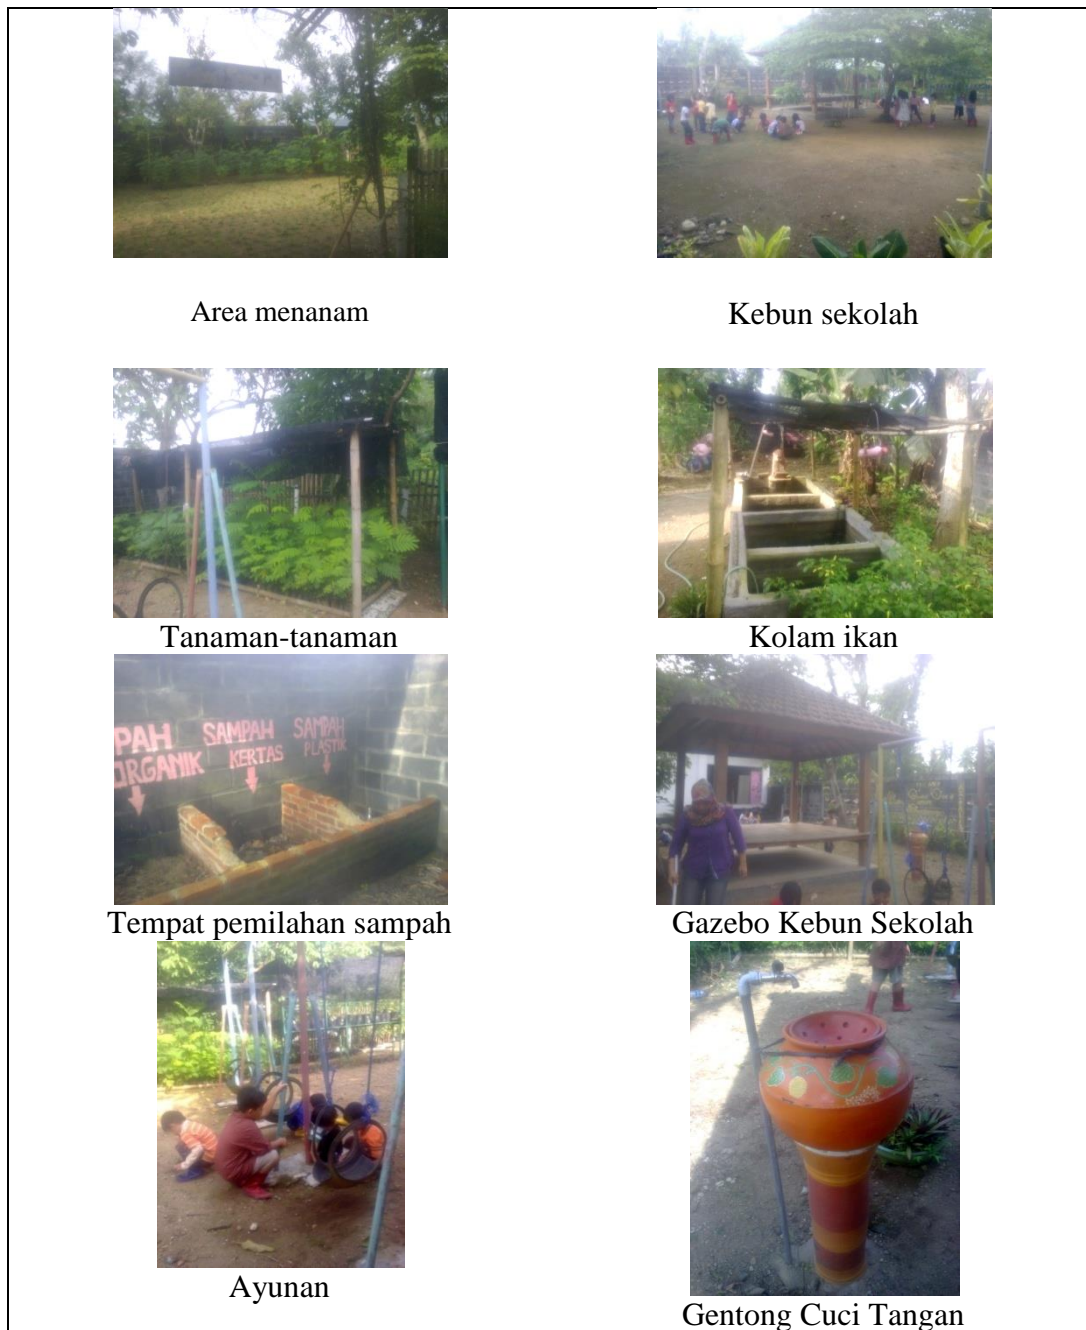 Area menanam
Kebun sekolah
Tanaman-tanaman
Kolam ikan
PAH
ORGANIK
SAMPAH
KERTAS
SAMPAH
PLASTIK
Tempat pemilahan sampah
Gazebo Kebun Sekolah
Ayunan
Gentong Cuci Tangan